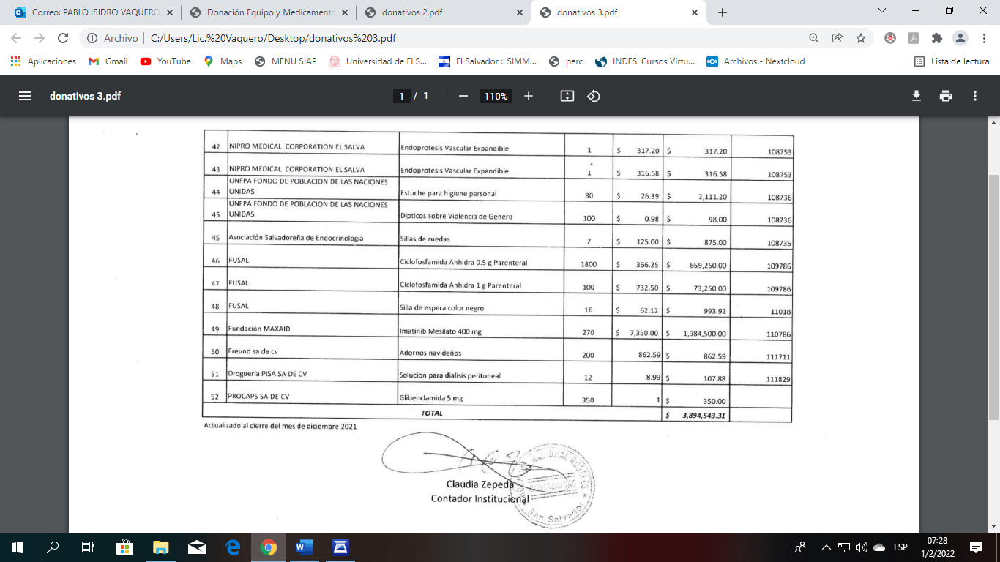 Correo: PABLO ISIDRO VAQUERO
Donación Equipo y Medicamento
donativos 2.pdf
donativos 3.pdf
Archivo C:/Users/Lic.%20Vaquero/Desktop/donativos%203.pdf
Aplicaciones Gmail YouTube Maps MENU SIAP Universidad de El S... El Salvador :: SIMM... perc INDES: Cursos Virtu... Archivos - Nextcloud Lista de lectura
donativos 3.pdf 1 / 1 110%
42 NIPRO MEDICAL CORPORATION EL SALVA Endoprotesis Vascular Expandible 1 $ 317.20 $ 317.20 108753
43 NIPRO MEDICAL CORPORATION EL SALVA Endoprotesis Vascular Expandible 1 $ 316.58 $ 316.58 108753
UNFPA FONDO DE POBLACION DE LAS NACIONES
44 UNIDAS Estuche para higiene personal 80 $ 26.39 $ 2,111.20 108736
UNFPA FONDO DE POBLACION DE LAS NACIONES
45 UNIDAS Dipticos sobre Violencia de Genero 100 $ 0.98 $ 98.00 108736
45 Asociación Salvadoreña de Endocrinología Sillas de ruedas 7 $ 125.00 $ 875.00 108735
46 FUSAL Ciclofosfamida Anhidra 0.5 g Parenteral 1800 $ 366.25 $ 659,250.00 109786
47 FUSAL Ciclofosfamida Anhidra 1 g Parenteral 100 $ 732.50 $ 73,250.00 109786
48 FUSAL Silla de espera color negro 16 $ 62.12 $ 993.92 11018
49 Fundación MAXAID Imatinib Mesilato 400 mg 270 $ 7,350.00 $ 1,984,500.00 110786
50 Freund sa de cv Adornos navideños 200 862.59 $ 862.59 111711
51 Drogueria PISA SA DE CV Solucion para dialisis peritoneal 12 8.99 $ 107.88 111829
52 PROCAPS SA DE CV Glibenclamida 5 mg 350 1 $ 350.00
TOTAL $ 3,894,543.31
Actualizado al cierre del mes de diciembre 2021
Claudia Zepeda
Contador Institucional
NACIONAL ROSALES
CONTABILIDAD
San Salvador
ESP
07:28
1/2/2022